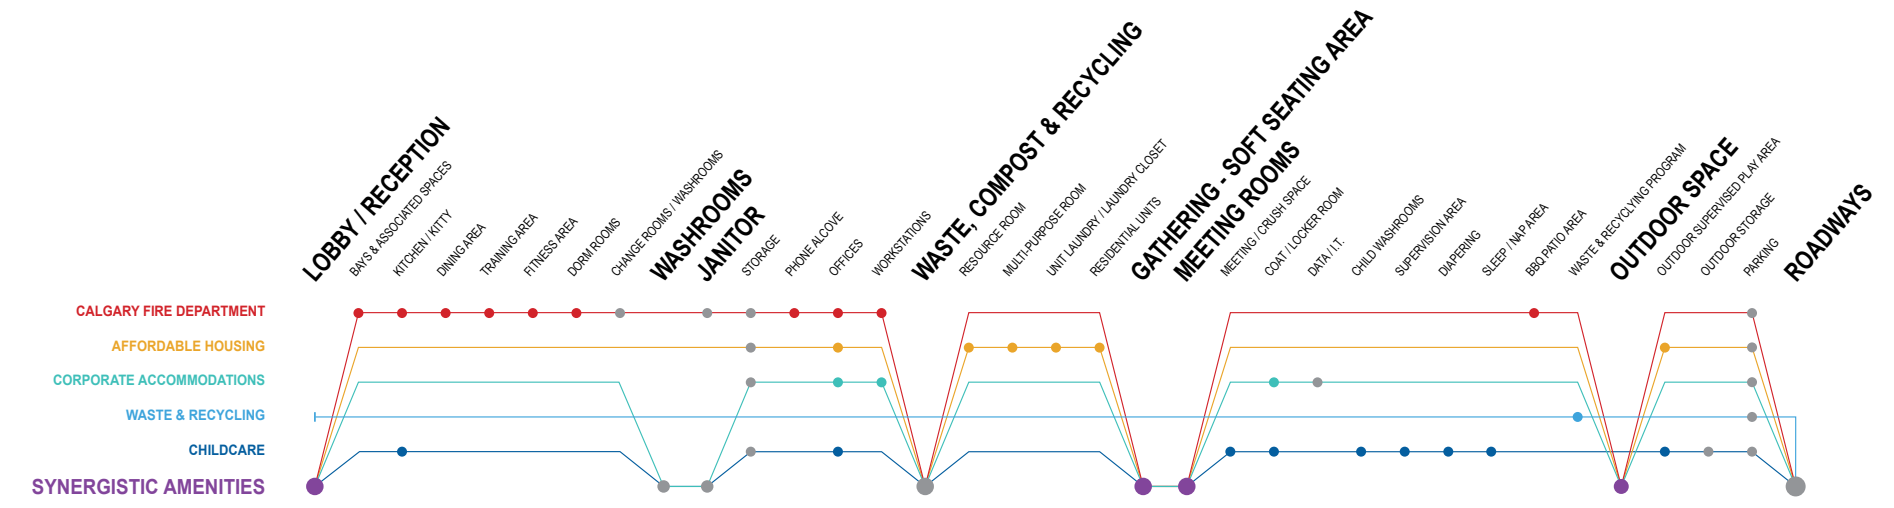 LOBBY / RECEPTION
BAYS & ASSOCIATED SPACES
KITCHEN / KITTY
DINING AREA
TRAINING AREA
FITNESS AREA
DORM ROOMS
CHANGE ROOMS / WASHROOMS
WASHROOMS
JANITOR
STORAGE
PHONE ALCOVE
OFFICES
WORKSTATIONS
WASTE, COMPOST & RECYCLING
RESOURCE ROOM
MULTI-PURPOSE ROOM
UNIT LAUNDRY / LAUNDRY CLOSET
RESIDENTIAL UNITS
GATHERING - SOFT SEATING AREA
MEETING ROOMS
MEETING / CRUSH SPACE
COAT / LOCKER ROOM
DATA / I.T.
CHILD WASHROOMS
SUPERVISION AREA
DIAPERING
SLEEP / NAP AREA
BBQ PATIO AREA
WASTE & RECYCLYING PROGRAM
OUTDOOR SPACE
OUTDOOR SUPERVISED PLAY AREA
OUTDOOR STORAGE
PARKING
ROADWAYS
CALGARY FIRE DEPARTMENT
AFFORDABLE HOUSING
CORPORATE ACCOMMODATIONS
WASTE & RECYCLING
CHILDCARE
SYNERGISTIC AMENITIES